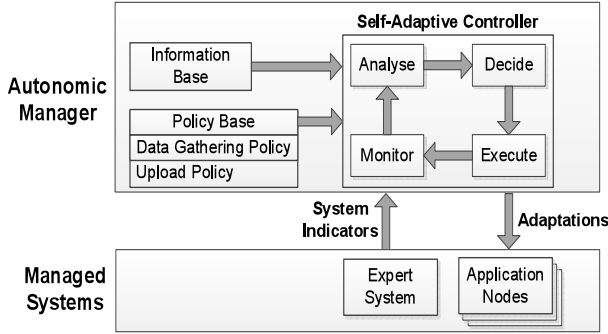 Self-Adaptive Controller
Information
Base
Analyse
Decide
Autonomic
Manager
Policy Base
Data Gathering Policy
Upload Policy
Monitor
Execute
System
Indicators
Adaptations
Managed
Systems
Expert
System
Application
Nodes